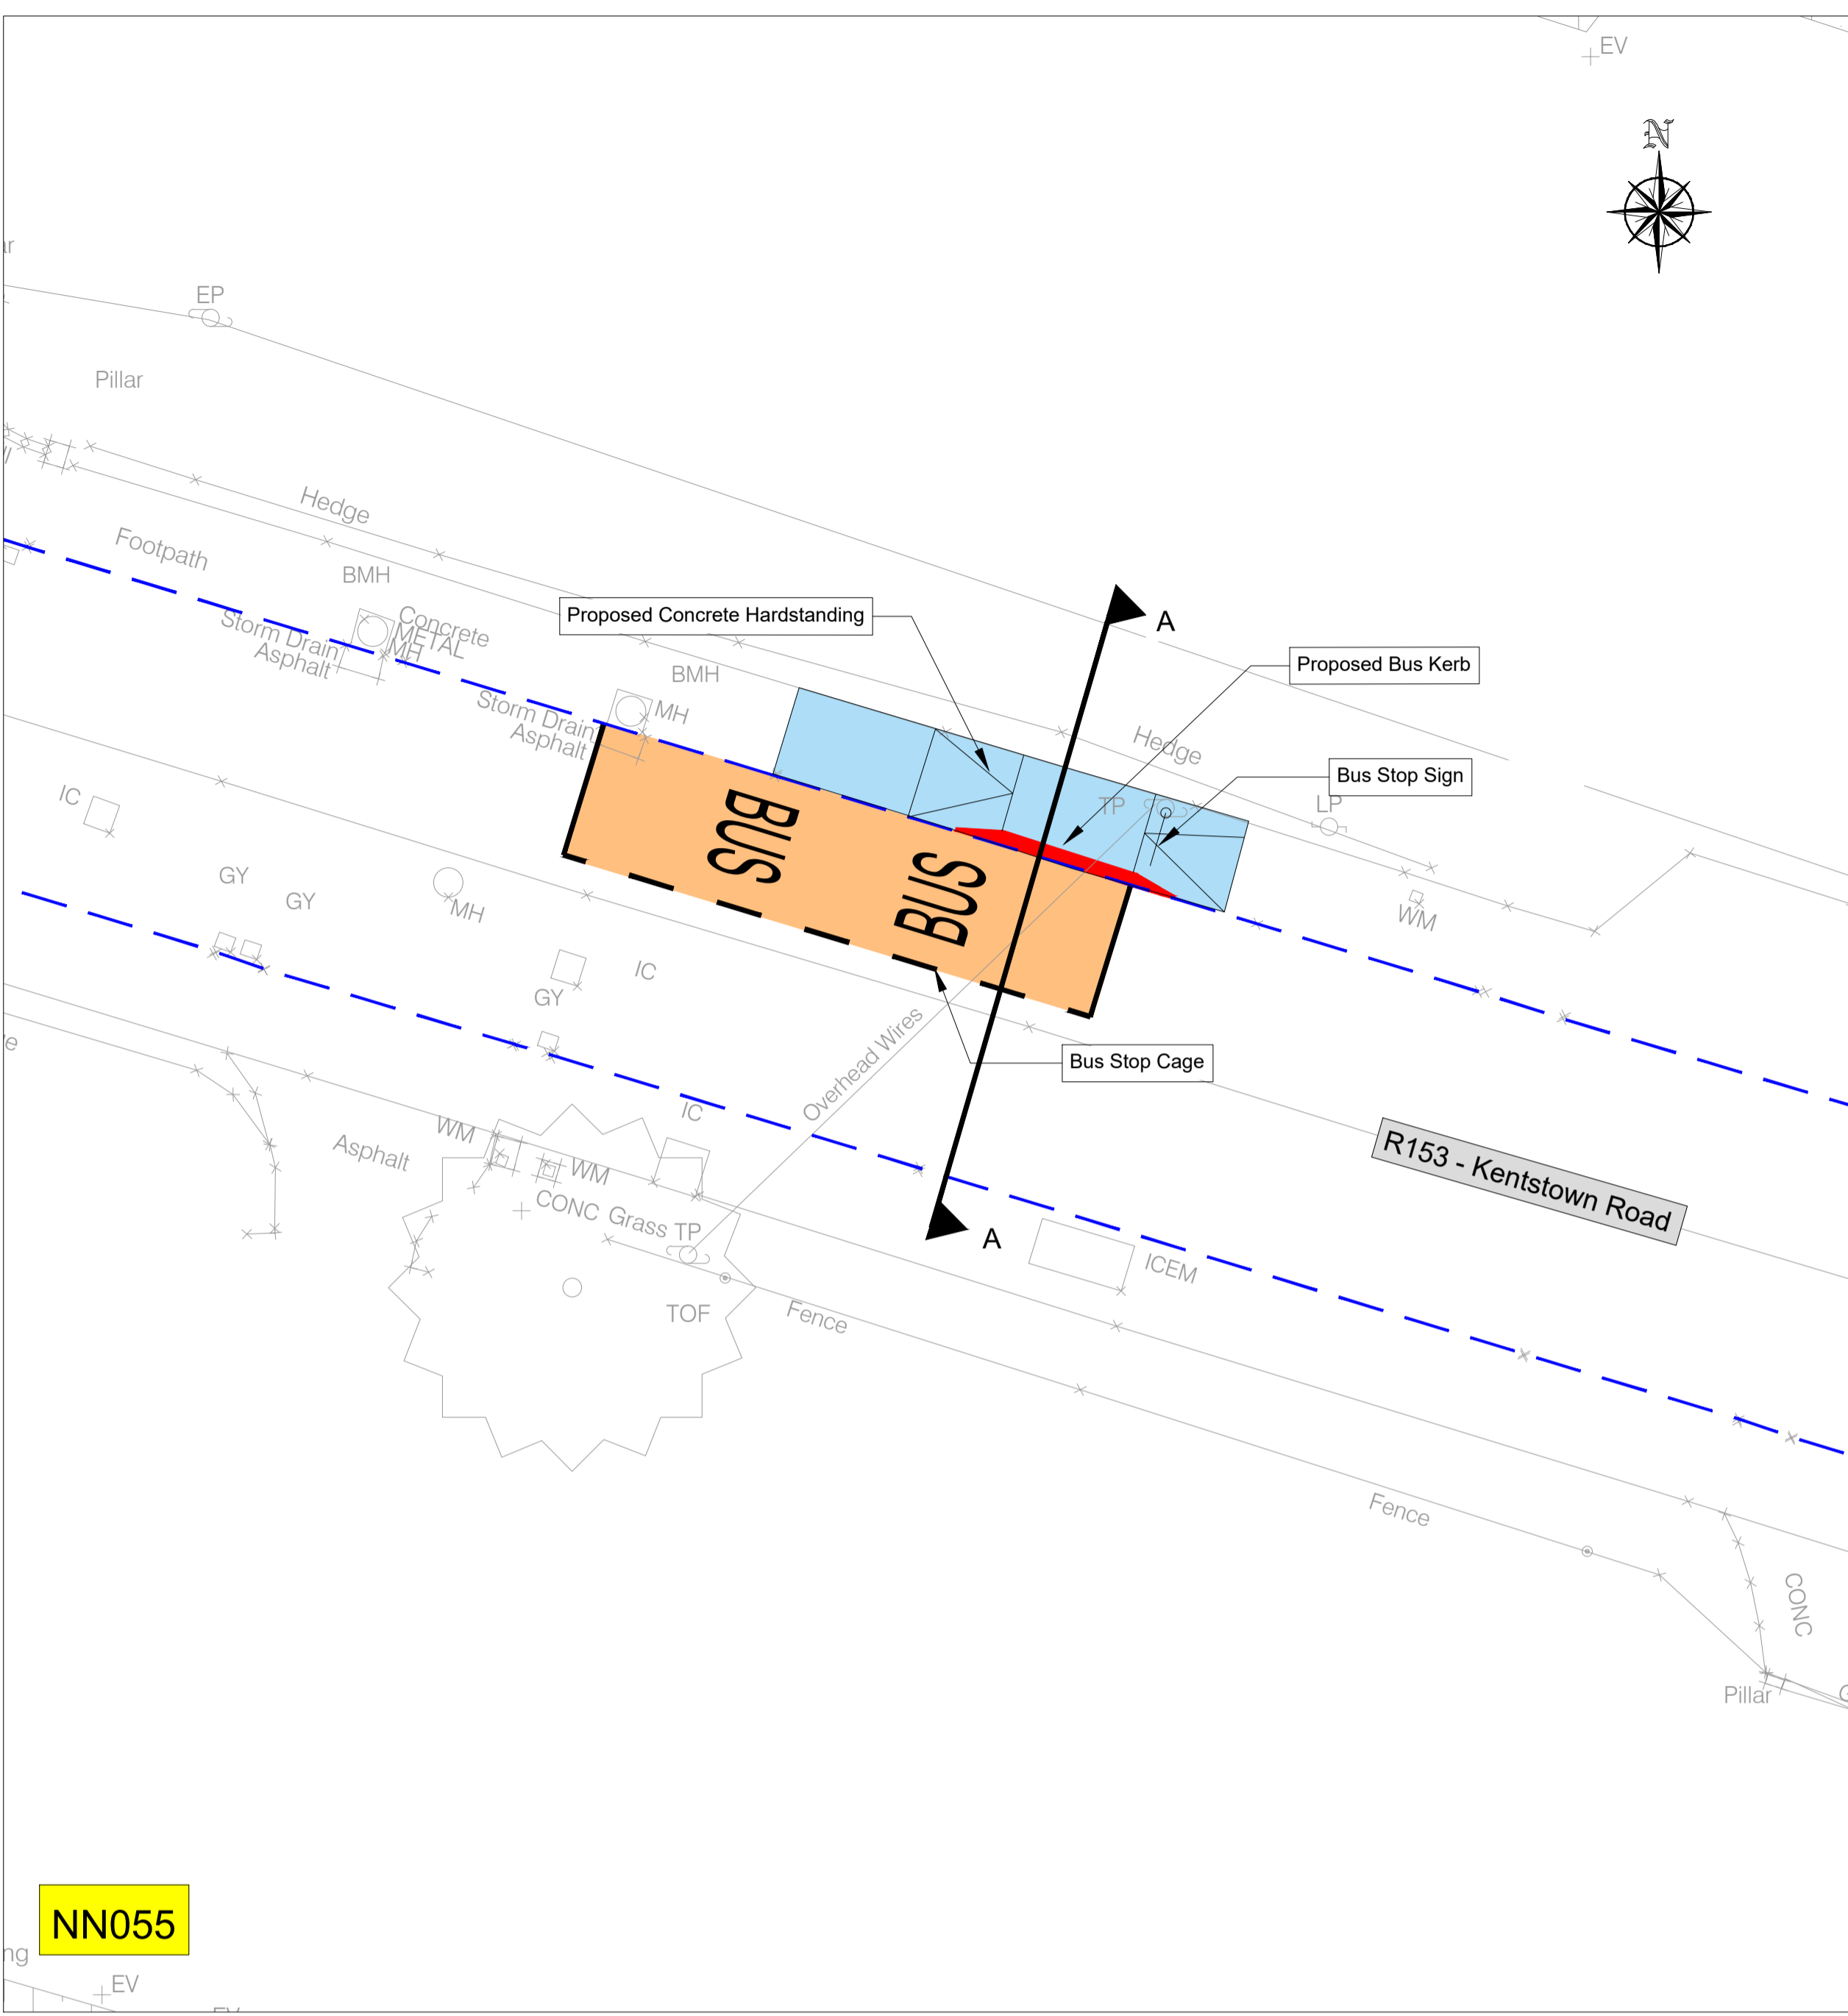 EV
N
EP
Pillar
Hedge
Footpath
BMH
Proposed Concrete Hardstanding
A
Storm Drain
Asphalt
Concrete
METAL
MH
Proposed Bus Kerb
BMH
Storm Drain
Asphalt
MH
Hedge
Bus Stop Sign
IC
BUS
TP
LP
GY
GY
MH
BUS
WM
IC
GY
Overhead Wires
Bus Stop Cage
IC
WM
Asphalt
WM
R153 - Kentstown Road
CONC
Grass
TP
A
ICEM
TOF
Fence
Fence
CONC
Pillar
NN055
ng
EV